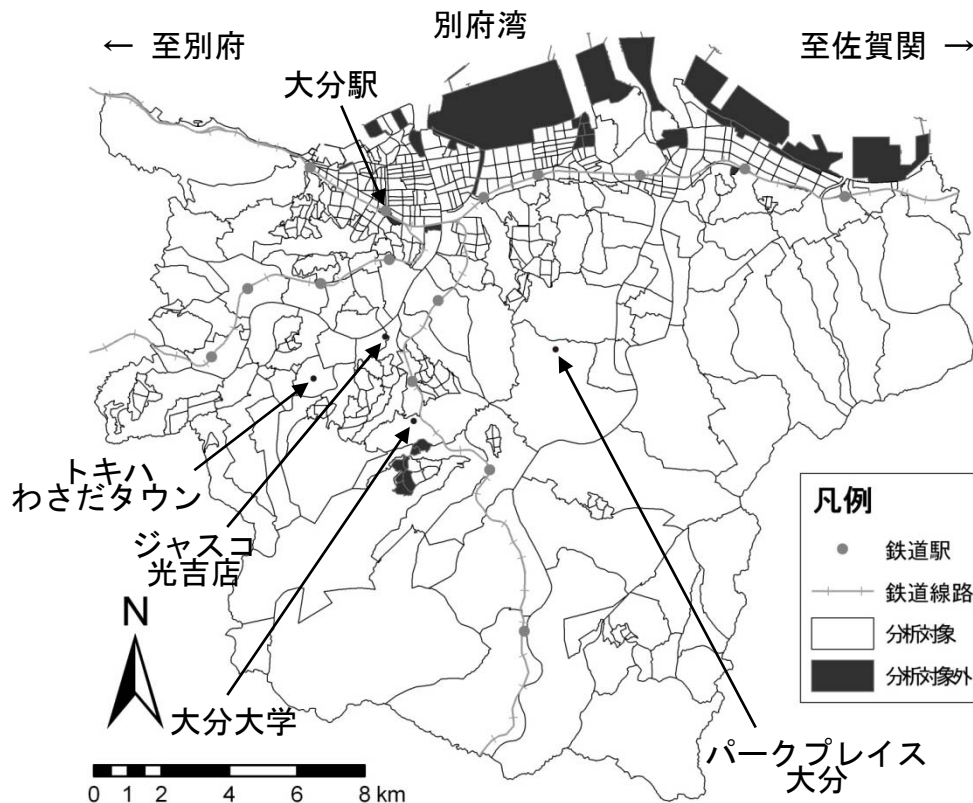 ← 至別府
別府湾
至佐賀関 →
大分駅
トキハ
わさだタウン
ジャスコ
光吉店
大分大学
パークプレイス
大分
凡例
鉄道駅
鉄道線路
分析対象
分析対象外
N
0 1 2 4 6 8 km